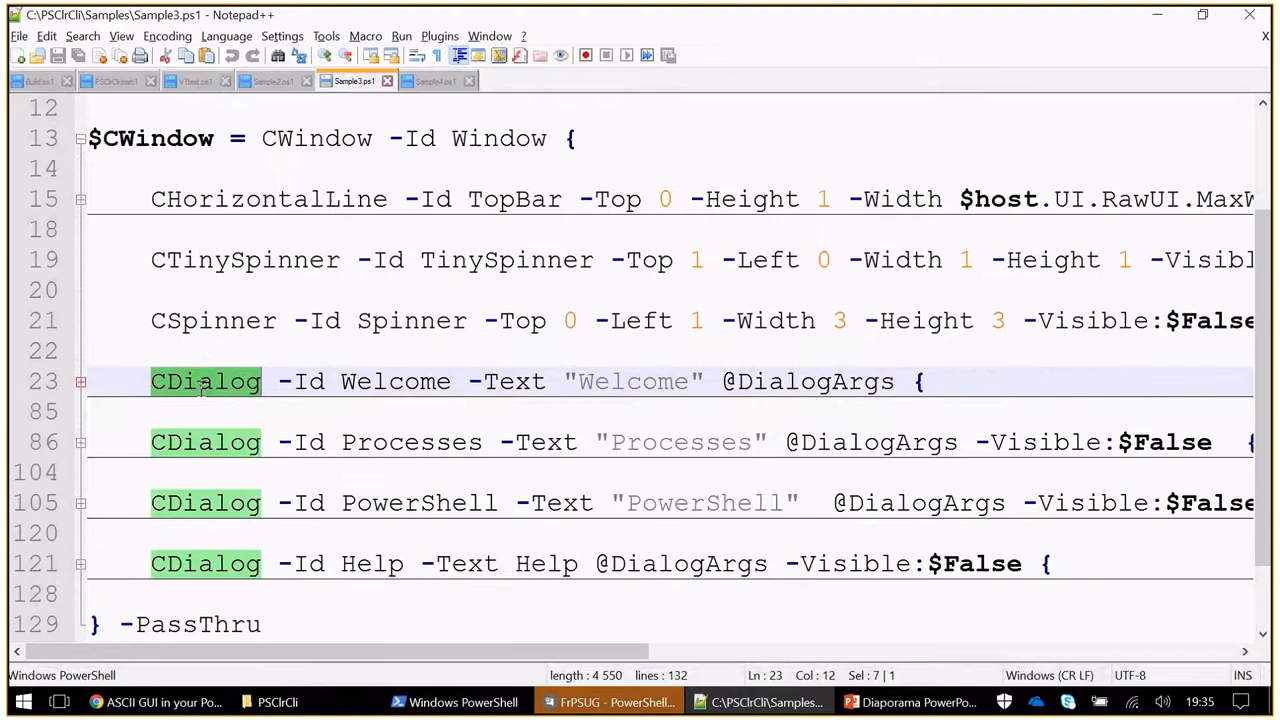 C:\PSClrCli\Samples\Sample3.ps1 - Notepad++
File Edit Search View Encoding Language Settings Tools Macro Run Plugins Window ? X
Build.ps1 PSClrCli.psm1 VTtest.ps1 Sample2.ps1 Sample3.ps1 Sample4.ps1
12
13 $CWindow = CWindow -Id Window {
14
15 CHorizontalLine -Id TopBar -Top 0 -Height 1 -Width $host.UI.RawUI.MaxW
18
19 CTinySpinner -Id TinySpinner -Top 1 -Left 0 -Width 1 -Height 1 -Visibl
20
21 CSpinner -Id Spinner -Top 0 -Left 1 -Width 3 -Height 3 -Visible:$False
22
23 CDialog -Id Welcome -Text "Welcome" @DialogArgs {
85
86 CDialog -Id Processes -Text "Processes" @DialogArgs -Visible:$False {
104
105 CDialog -Id PowerShell -Text "PowerShell" @DialogArgs -Visible:$False
120
121 CDialog -Id Help -Text Help @DialogArgs -Visible:$False {
128
129 } -PassThru
Windows PowerShell length : 4 550 lines : 132 Ln : 23 Col : 12 Sel : 7 | 1 Windows (CR LF) UTF-8 INS
ASCII GUI in your Po... PSClrCli Windows PowerShell FrPSUG - PowerShell... C:\PSClrCli\Samples... Diaporama PowerPo... 19:35